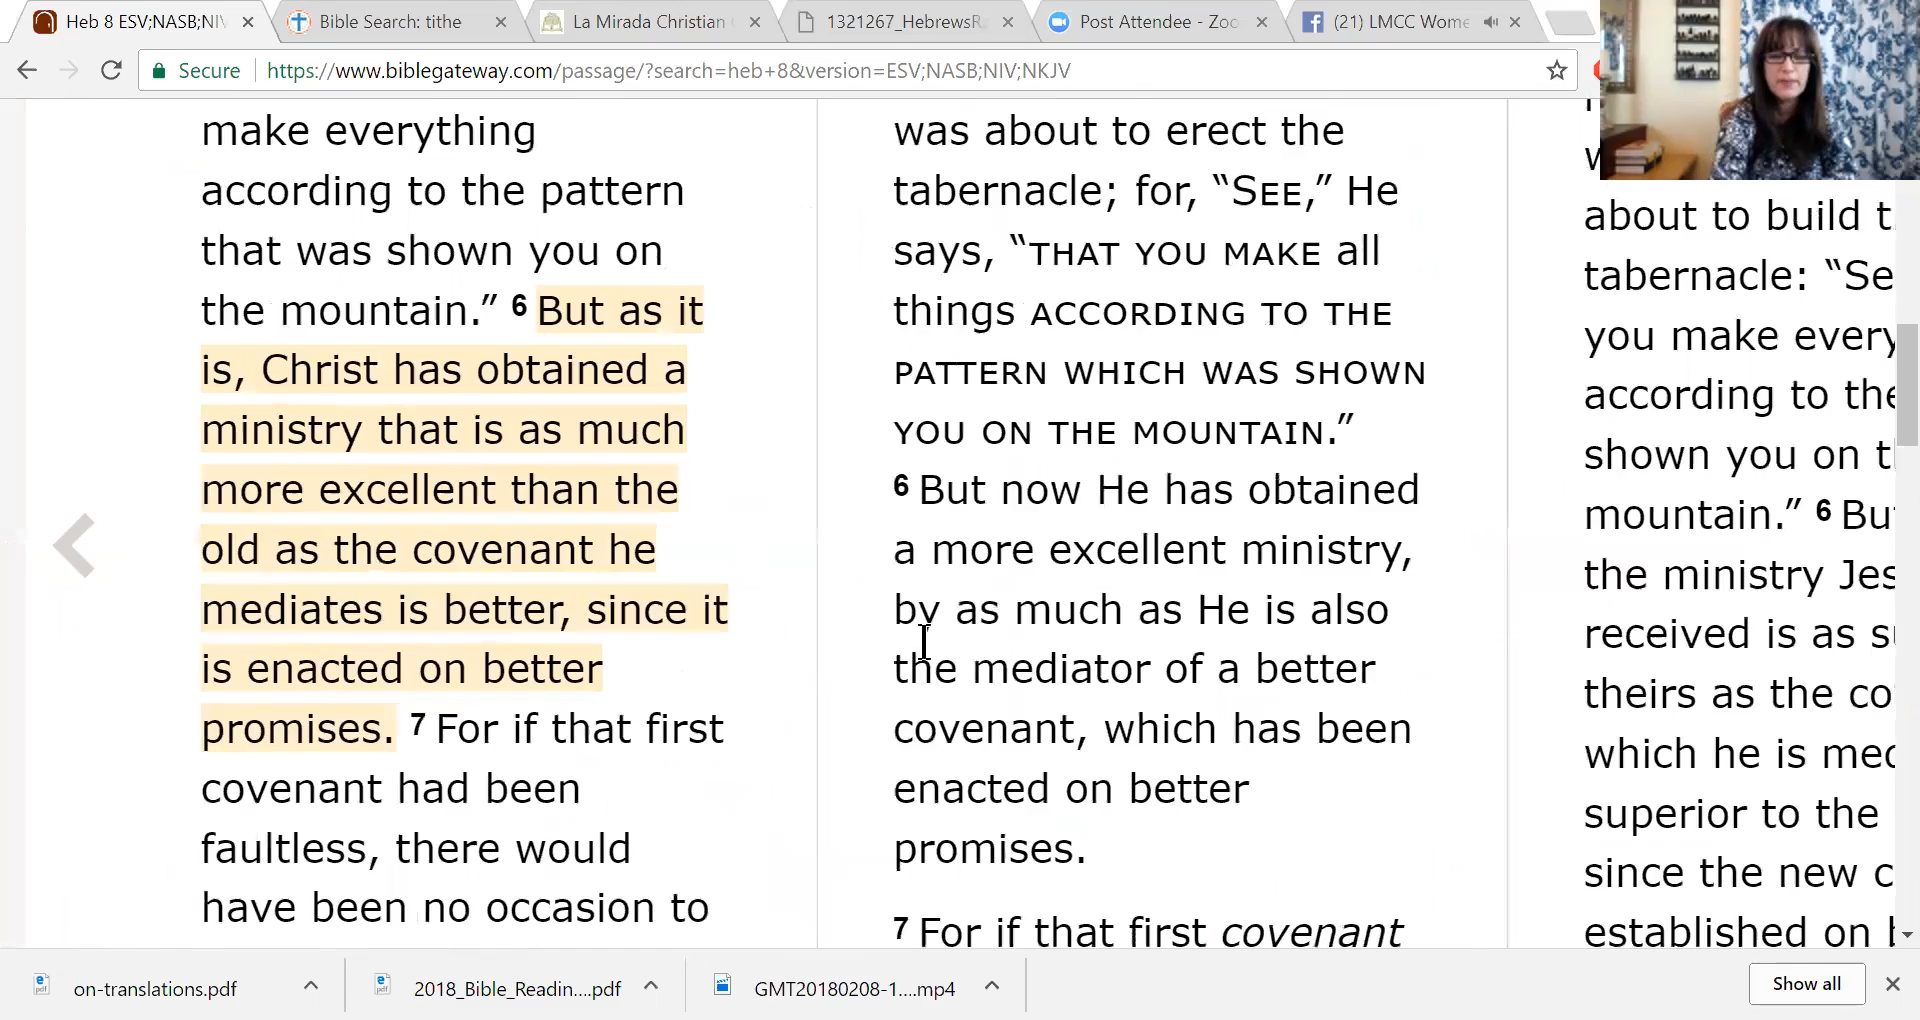 Heb 8 ESV;NASB;NIV
Bible Search: tithe
La Mirada Christian
1321267_HebrewsR
Post Attendee - Zoo
(21) LMCC Wome
Secure
https://www.biblegateway.com/passage/?search=heb+8&version=ESV;NASB;NIV;NKJV
make everything
according to the pattern
that was shown you on
the mountain.” 6 But as it
is, Christ has obtained a
ministry that is as much
more excellent than the
old as the covenant he
mediates is better, since it
is enacted on better
promises. 7 For if that first
covenant had been
faultless, there would
have been no occasion to
was about to erect the
tabernacle; for, “SEE,” He
says, “THAT YOU MAKE all
things ACCORDING TO THE
PATTERN WHICH WAS SHOWN
YOU ON THE MOUNTAIN.”
6 But now He has obtained
a more excellent ministry,
by as much as He is also
the mediator of a better
covenant, which has been
enacted on better
promises.
7 For if that first covenant
about to build t
tabernacle: “Se
you make every
according to the
shown you on t
mountain.” 6 But
the ministry Jes
received is as su
theirs as the co
which he is med
superior to the
since the new c
established on b
on-translations.pdf
2018_Bible_Readin....pdf
GMT20180208-1....mp4
Show all